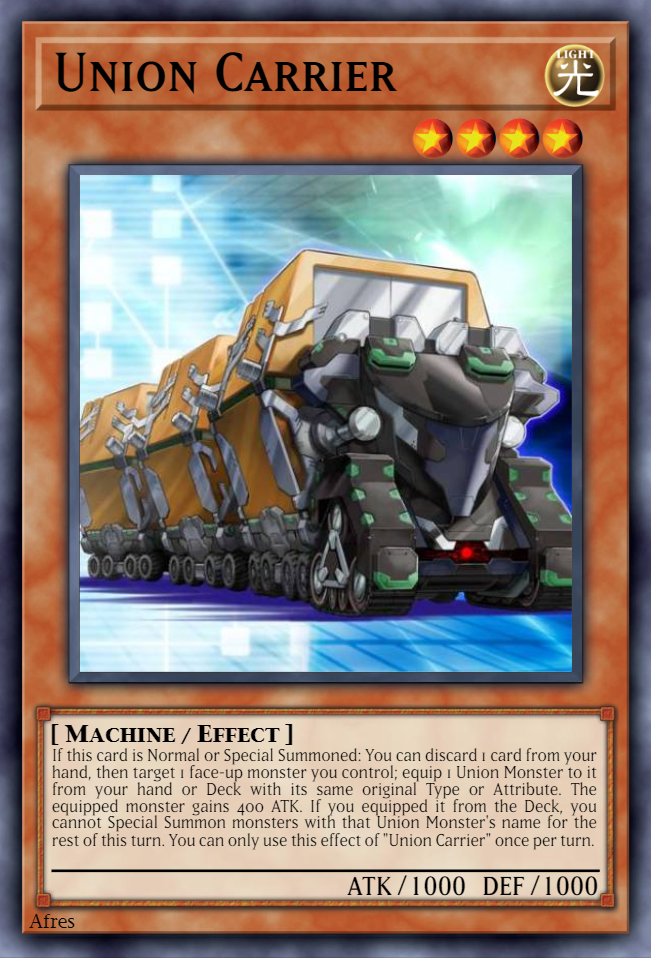 Union Carrier
LIGHT
光
[ Machine / Effect ]
If this card is Normal or Special Summoned: You can discard 1 card from your
hand, then target 1 face-up monster you control; equip 1 Union Monster to it
from your hand or Deck with its same original Type or Attribute. The
equipped monster gains 400 ATK. If you equipped it from the Deck, you
cannot Special Summon monsters with that Union Monster's name for the
rest of this turn. You can only use this effect of "Union Carrier" once per turn.
ATK / 1000 DEF / 1000
Afres